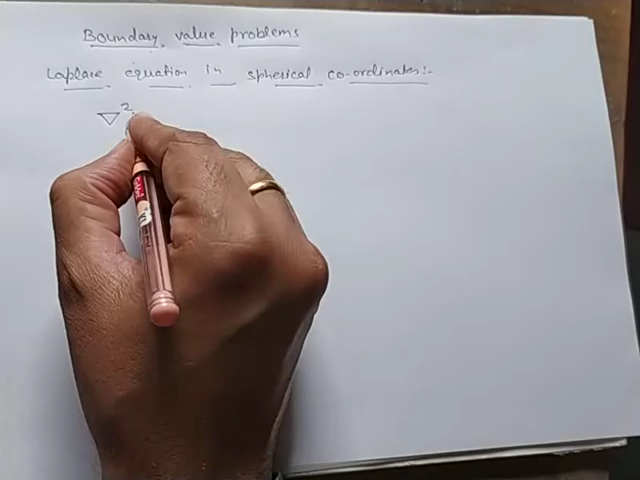 Boundary value problems
Laplace equation in spherical co-ordinates:-
∇²